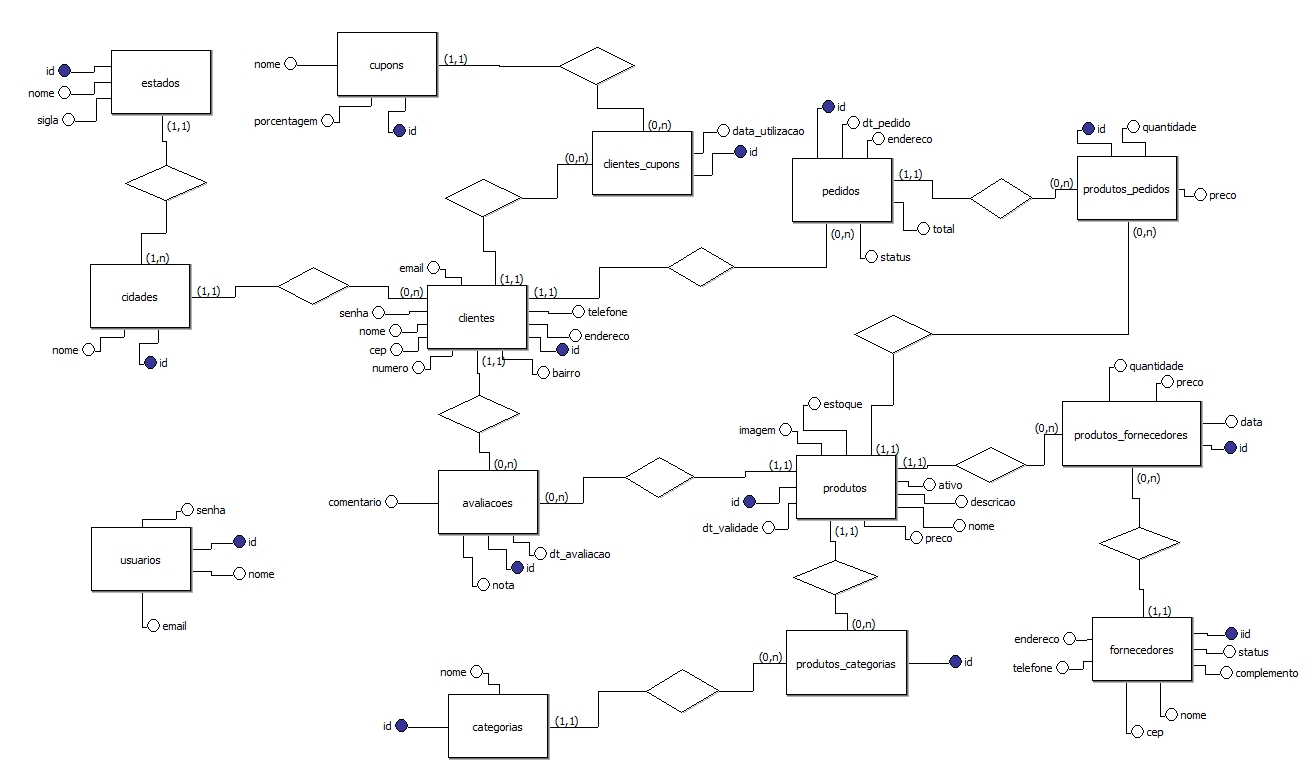 id
nome
sigla
estados
(1,1)
nome
cupons
(1,1)
porcentagem
id
(0,n)
data_utilizacao
(0,n)
clientes_cupons
id
id
dt_pedido
endereco
pedidos
(1,1)
total
(0,n)
status
id
quantidade
(0,n)
produtos_pedidos
preco
(0,n)
(1,n)
cidades
(1,1)
nome
id
email
(1,1)
(0,n)
(1,1)
senha
clientes
telefone
nome
endereco
cep
id
numero
(1,1)
bairro
quantidade
preco
estoque
imagem
(0,n)
produtos_fornecedores
data
id
(0,n)
(1,1)
(1,1)
(1,1)
produtos
ativo
id
descricao
dt_validade
nome
preco
(1,1)
(0,n)
comentario
avaliacoes
(0,n)
dt_avaliacao
id
nota
senha
usuarios
id
nome
email
(0,n)
(0,n)
produtos_categorias
id
(1,1)
endereco
fornecedores
iid
status
telefone
complemento
nome
cep
nome
id
categorias
(1,1)